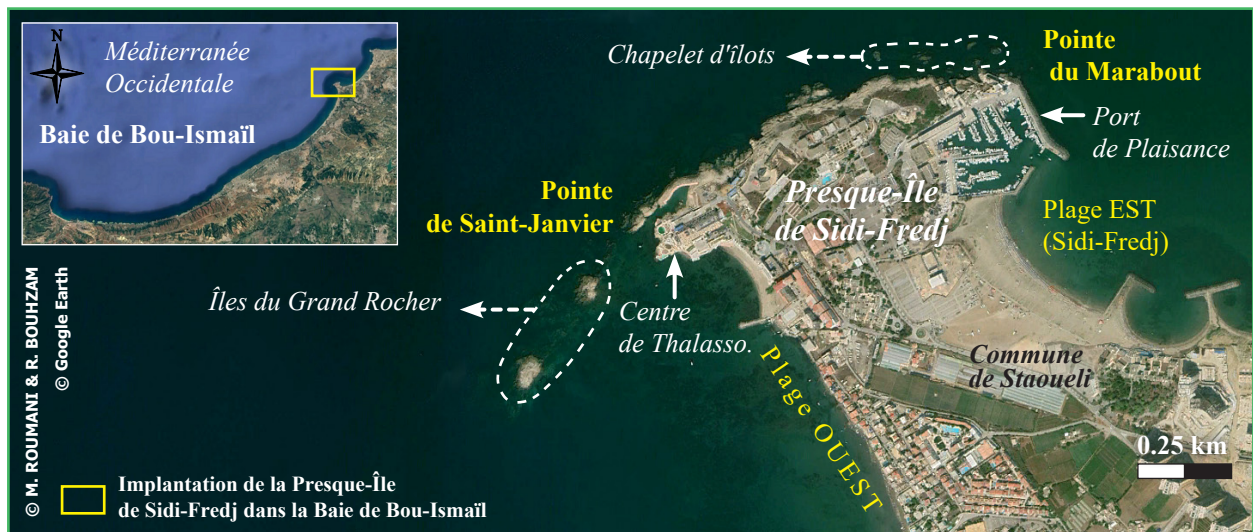 N
Méditerranée
Occidentale
Baie de Bou-Ismaïl
Chapelet d'îlots
Pointe
du Marabout
Port
de Plaisance
Pointe
de Saint-Janvier
Presque-Île
de Sidi-Fredj
Plage EST
(Sidi-Fredj)
Îles du Grand Rocher
Centre
de Thalasso.
Plage OUEST
Commune
de Staoueli
0.25 km
© M. ROUMANI & R. BOUHZAM
© Google Earth
Implantation de la Presque-Île
de Sidi-Fredj dans la Baie de Bou-Ismaïl